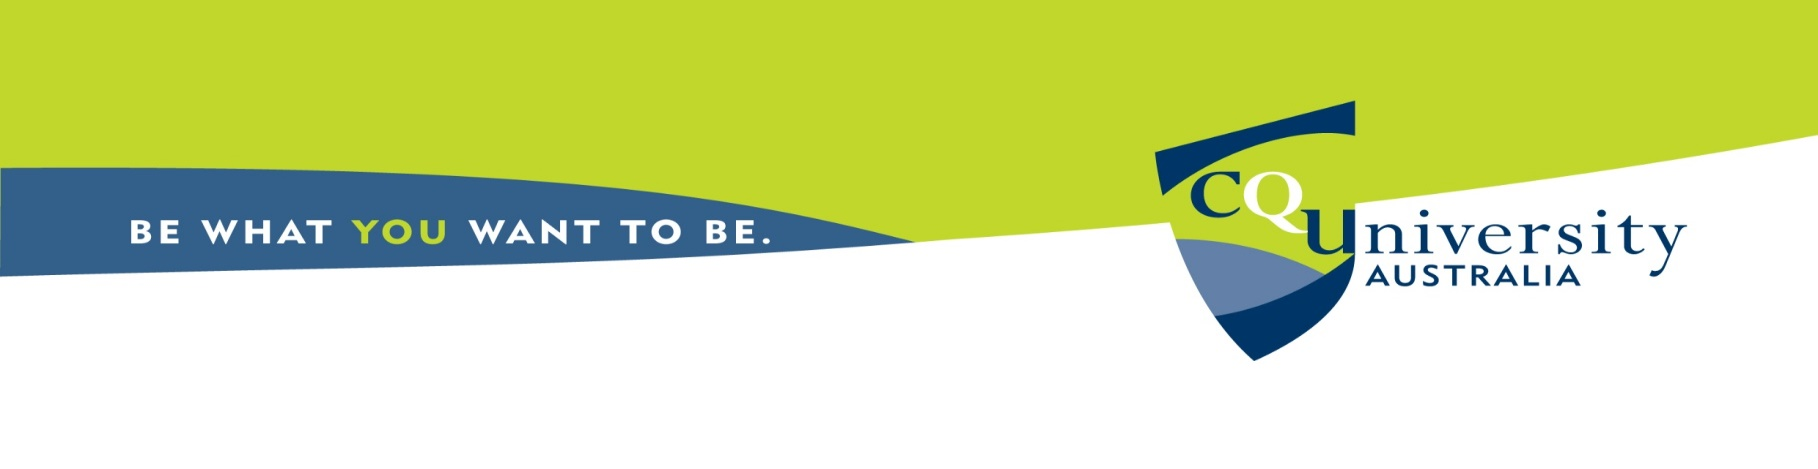 BE WHAT YOU WANT TO BE.
CQUniversity
AUSTRALIA